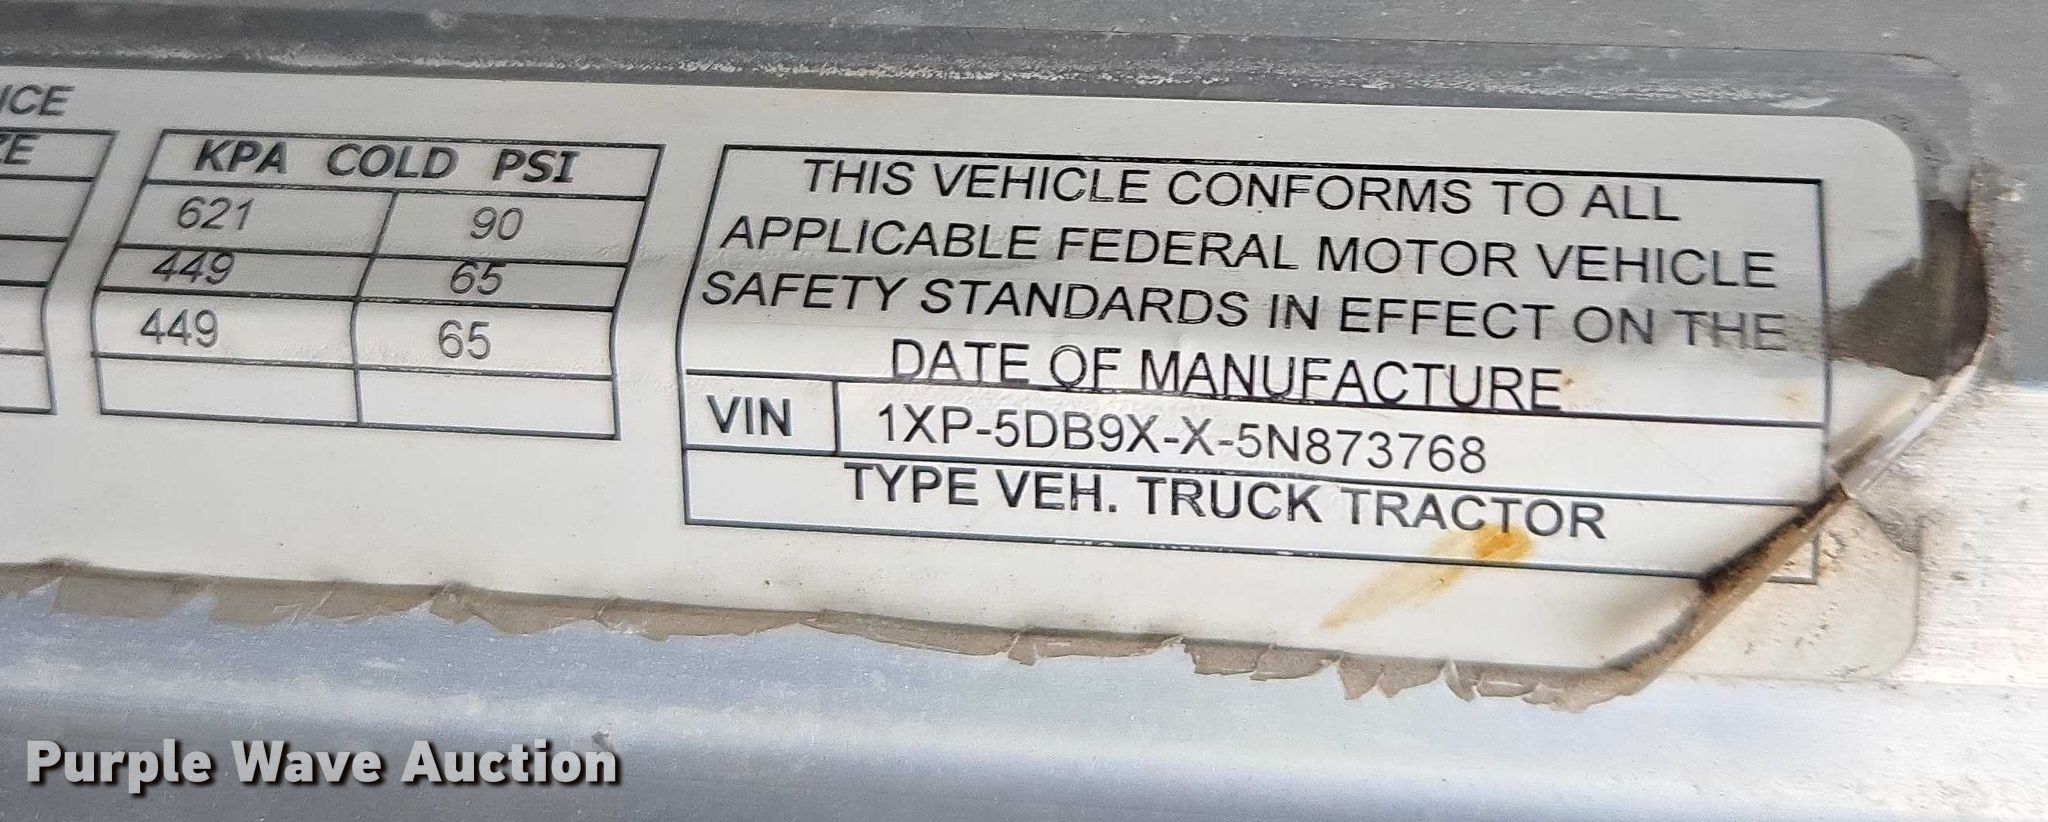 ICE
ZE
KPA COLD PSI
621 90
449 65
449 65
THIS VEHICLE CONFORMS TO ALL
APPLICABLE FEDERAL MOTOR VEHICLE
SAFETY STANDARDS IN EFFECT ON THE
DATE OF MANUFACTURE
VIN 1XP-5DB9X-X-5N873768
TYPE VEH. TRUCK TRACTOR
Purple Wave Auction